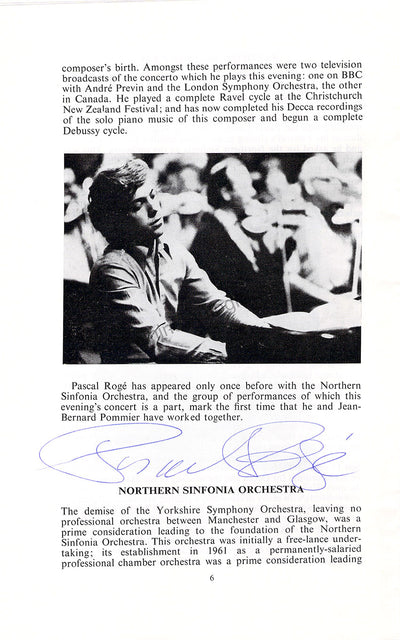 composer's birth. Amongst these performances were two television
broadcasts of the concerto which he plays this evening: one on BBC
with André Previn and the London Symphony Orchestra, the other
in Canada. He played a complete Ravel cycle at the Christchurch
New Zealand Festival; and has now completed his Decca recordings
of the solo piano music of this composer and begun a complete
Debussy cycle.
Pascal Rogé has appeared only once before with the Northern
Sinfonia Orchestra, and the group of performances of which this
evening's concert is a part, mark the first time that he and Jean-
Bernard Pommier have worked together.
Pascal Rogé
NORTHERN SINFONIA ORCHESTRA
The demise of the Yorkshire Symphony Orchestra, leaving no
professional orchestra between Manchester and Glasgow, was a
prime consideration leading to the foundation of the Northern
Sinfonia Orchestra. This orchestra was initially a free-lance under-
taking; its establishment in 1961 as a permanently-salaried
professional chamber orchestra was a prime consideration leading
6